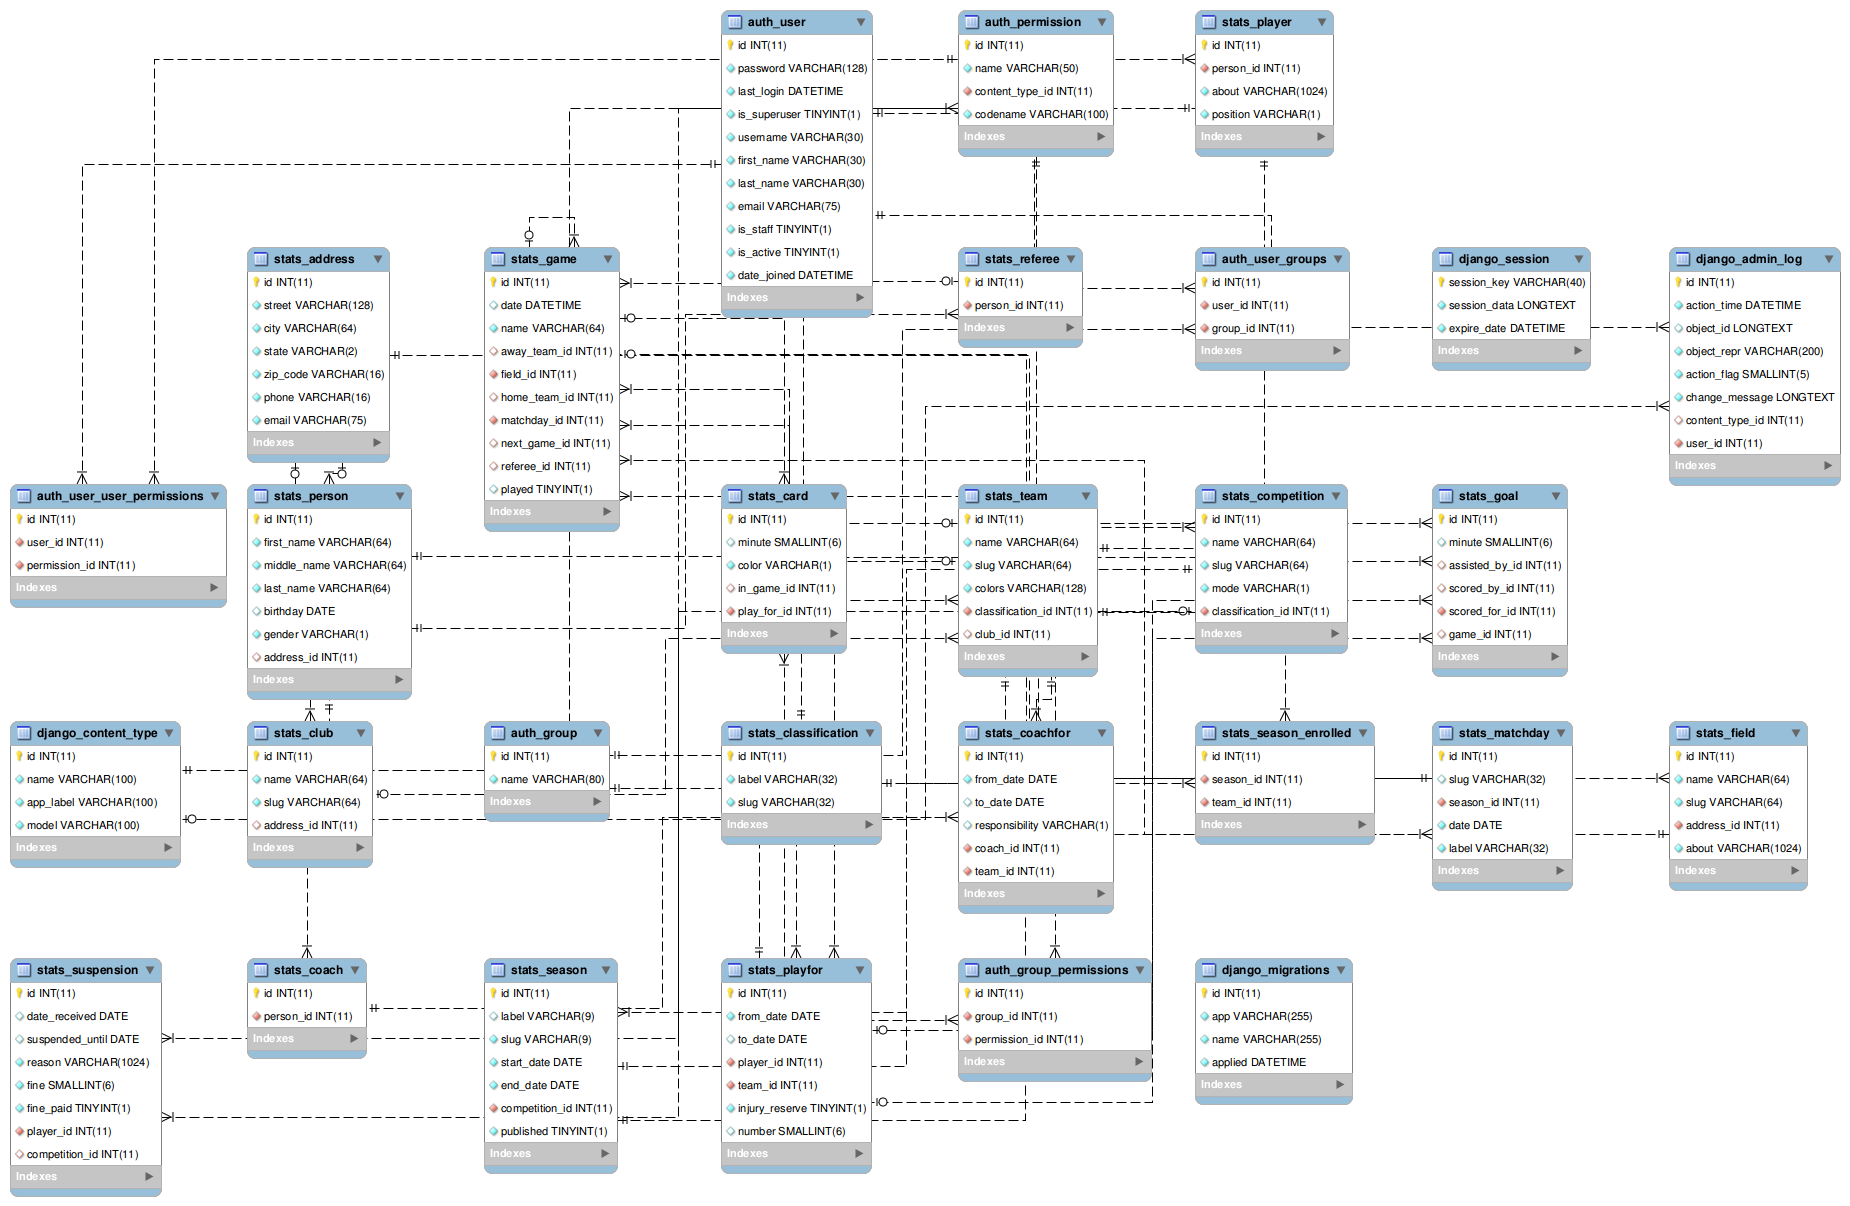 auth_user
id INT(11)
password VARCHAR(128)
last_login DATETIME
is_superuser TINYINT(1)
username VARCHAR(30)
first_name VARCHAR(30)
last_name VARCHAR(30)
email VARCHAR(75)
is_staff TINYINT(1)
is_active TINYINT(1)
date_joined DATETIME
Indexes
auth_permission
id INT(11)
name VARCHAR(50)
content_type_id INT(11)
codename VARCHAR(100)
Indexes
stats_player
id INT(11)
person_id INT(11)
about VARCHAR(1024)
position VARCHAR(1)
Indexes
stats_address
id INT(11)
street VARCHAR(128)
city VARCHAR(64)
state VARCHAR(2)
zip_code VARCHAR(16)
phone VARCHAR(16)
email VARCHAR(75)
Indexes
stats_game
id INT(11)
date DATETIME
name VARCHAR(64)
away_team_id INT(11)
field_id INT(11)
home_team_id INT(11)
matchday_id INT(11)
next_game_id INT(11)
referee_id INT(11)
played TINYINT(1)
Indexes
stats_referee
id INT(11)
person_id INT(11)
Indexes
auth_user_groups
id INT(11)
user_id INT(11)
group_id INT(11)
Indexes
django_session
session_key VARCHAR(40)
session_data LONGTEXT
expire_date DATETIME
Indexes
django_admin_log
id INT(11)
action_time DATETIME
object_id LONGTEXT
object_repr VARCHAR(200)
action_flag SMALLINT(5)
change_message LONGTEXT
content_type_id INT(11)
user_id INT(11)
Indexes
auth_user_user_permissions
id INT(11)
user_id INT(11)
permission_id INT(11)
Indexes
stats_person
id INT(11)
first_name VARCHAR(64)
middle_name VARCHAR(64)
last_name VARCHAR(64)
birthday DATE
gender VARCHAR(1)
address_id INT(11)
Indexes
stats_card
id INT(11)
minute SMALLINT(6)
color VARCHAR(1)
in_game_id INT(11)
play_for_id INT(11)
Indexes
stats_team
id INT(11)
name VARCHAR(64)
slug VARCHAR(64)
colors VARCHAR(128)
classification_id INT(11)
club_id INT(11)
Indexes
stats_competition
id INT(11)
name VARCHAR(64)
slug VARCHAR(64)
mode VARCHAR(1)
classification_id INT(11)
Indexes
stats_goal
id INT(11)
minute SMALLINT(6)
assisted_by_id INT(11)
scored_by_id INT(11)
scored_for_id INT(11)
game_id INT(11)
Indexes
django_content_type
id INT(11)
name VARCHAR(100)
app_label VARCHAR(100)
model VARCHAR(100)
Indexes
stats_club
id INT(11)
name VARCHAR(64)
slug VARCHAR(64)
address_id INT(11)
Indexes
auth_group
id INT(11)
name VARCHAR(80)
Indexes
stats_classification
id INT(11)
label VARCHAR(32)
slug VARCHAR(32)
Indexes
stats_coachfor
id INT(11)
from_date DATE
to_date DATE
responsibility VARCHAR(1)
coach_id INT(11)
team_id INT(11)
Indexes
stats_season_enrolled
id INT(11)
season_id INT(11)
team_id INT(11)
Indexes
stats_matchday
id INT(11)
slug VARCHAR(32)
season_id INT(11)
date DATE
label VARCHAR(32)
Indexes
stats_field
id INT(11)
name VARCHAR(64)
slug VARCHAR(64)
address_id INT(11)
about VARCHAR(1024)
Indexes
stats_suspension
id INT(11)
date_received DATE
suspended_until DATE
reason VARCHAR(1024)
fine SMALLINT(6)
fine_paid TINYINT(1)
player_id INT(11)
competition_id INT(11)
Indexes
stats_coach
id INT(11)
person_id INT(11)
Indexes
stats_season
id INT(11)
label VARCHAR(9)
slug VARCHAR(9)
start_date DATE
end_date DATE
competition_id INT(11)
published TINYINT(1)
Indexes
stats_playfor
id INT(11)
from_date DATE
to_date DATE
player_id INT(11)
team_id INT(11)
injury_reserve TINYINT(1)
number SMALLINT(6)
Indexes
auth_group_permissions
id INT(11)
group_id INT(11)
permission_id INT(11)
Indexes
django_migrations
id INT(11)
app VARCHAR(255)
name VARCHAR(255)
applied DATETIME
Indexes